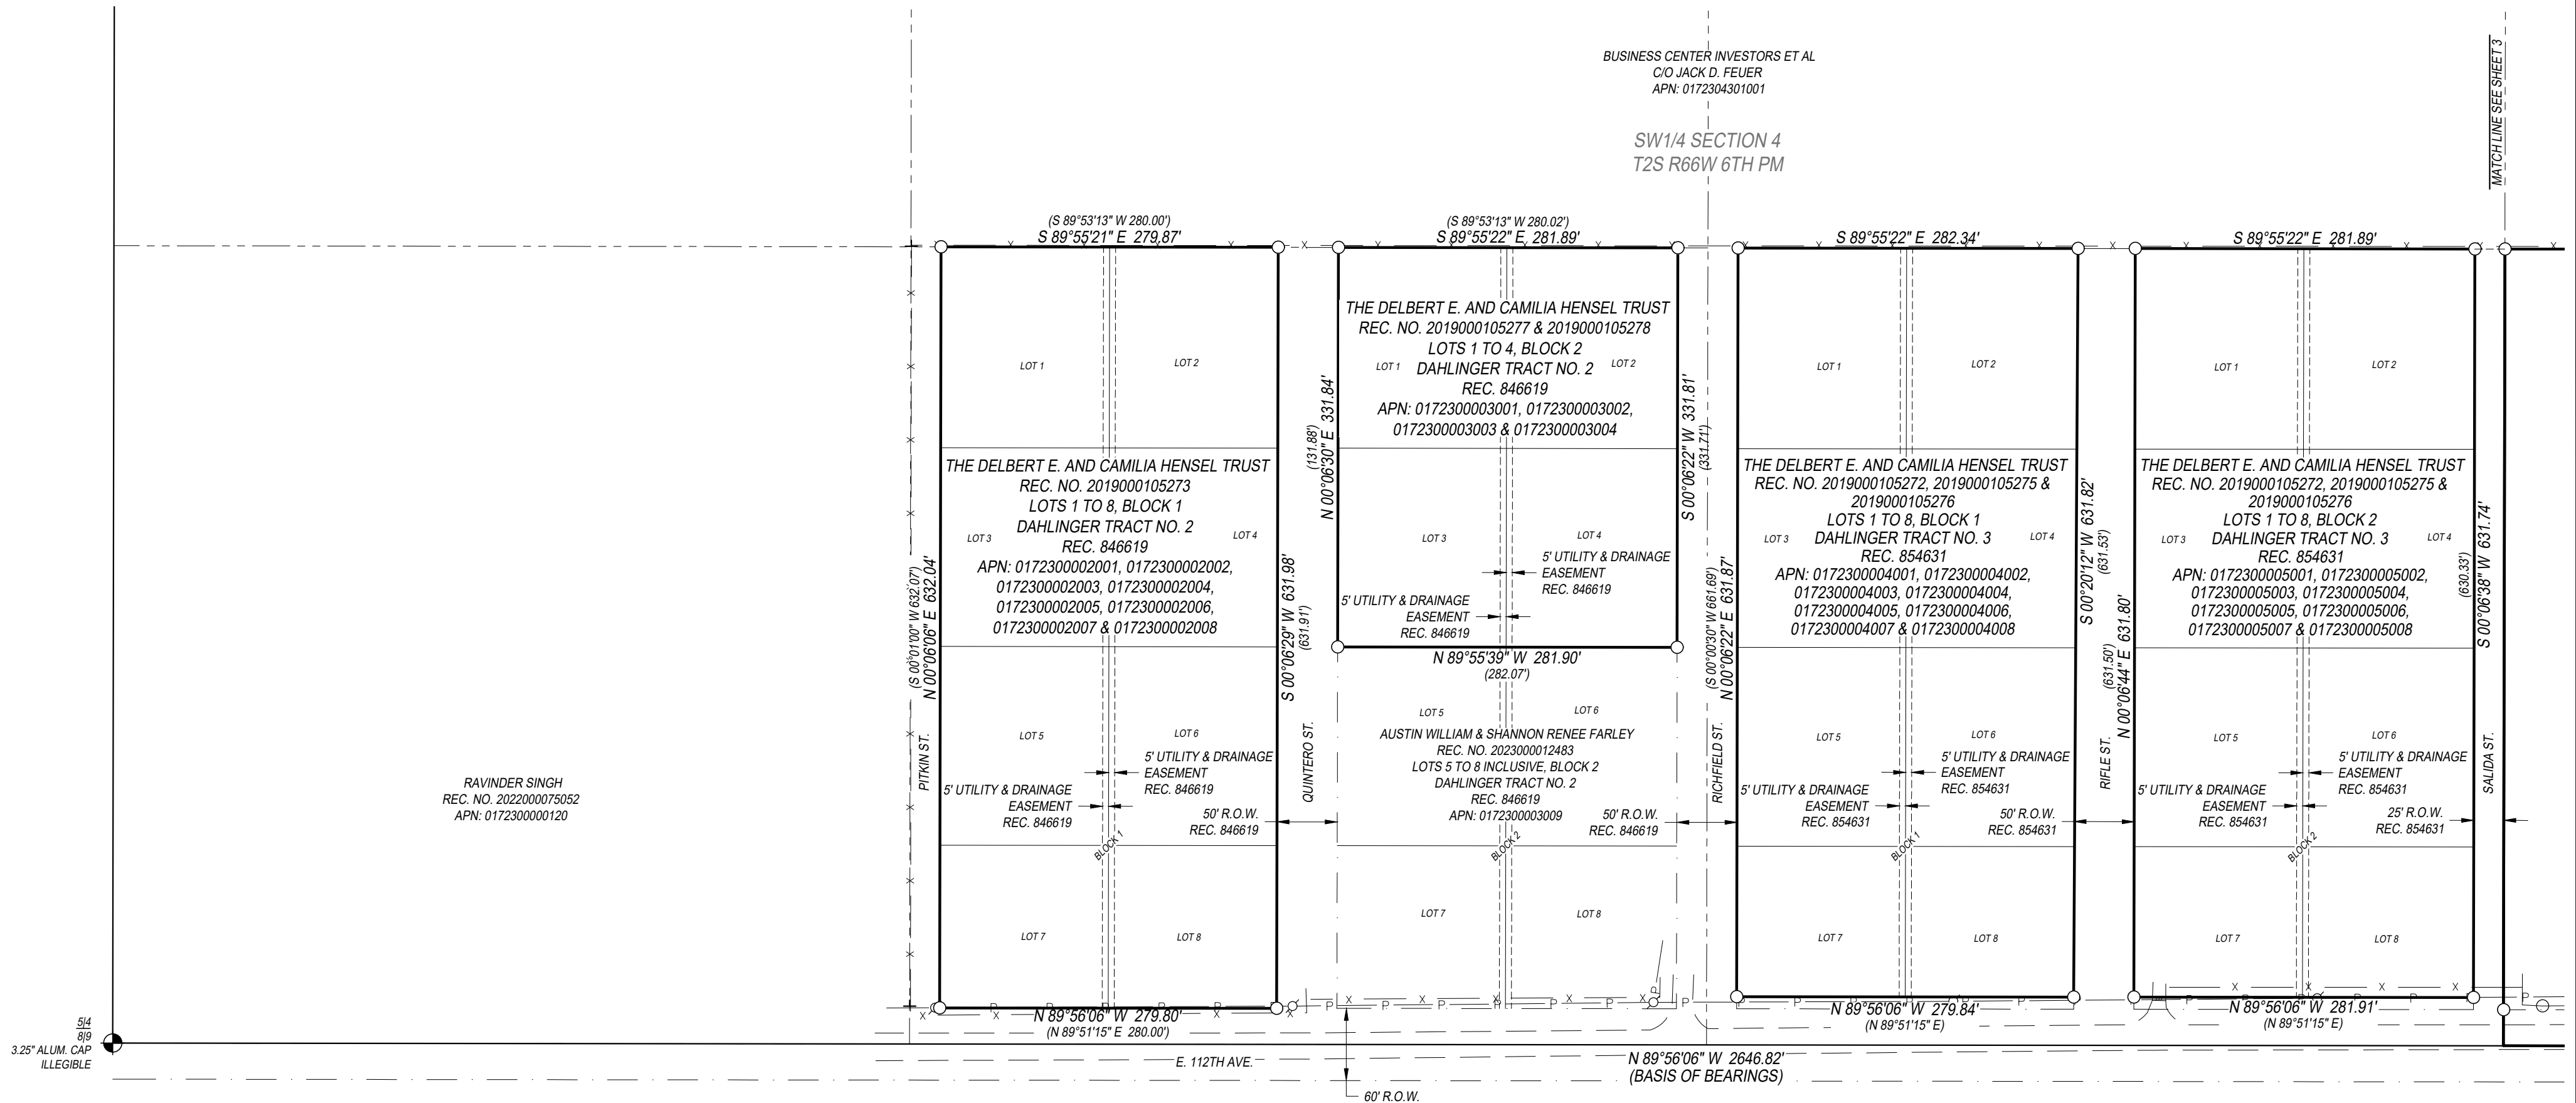 BUSINESS CENTER INVESTORS ET AL
C/O JACK D. FEUER
APN: 0172304301001
SW1/4 SECTION 4
T2S R66W 6TH PM
MATCH LINE SEE SHEET 3
(S 89°53'13" W 280.00')
S 89°55'21" E 279.87'
(S 89°53'13" W 280.02')
S 89°55'22" E 281.89'
S 89°55'22" E 282.34'
S 89°55'22" E 281.89'
LOT 1
LOT 2
THE DELBERT E. AND CAMILIA HENSEL TRUST
REC. NO. 2019000105273
LOTS 1 TO 8, BLOCK 1
DAHLINGER TRACT NO. 2
REC. 846619
APN: 0172300002001, 0172300002002,
0172300002003, 0172300002004,
0172300002005, 0172300002006,
0172300002007 & 0172300002008
LOT 3
LOT 4
(S 00°01'00" W 632.07')
N 00°06'06" E 632.04'
S 00°06'29" W 631.98'
(631.91')
LOT 5
LOT 6
5' UTILITY & DRAINAGE
EASEMENT
REC. 846619
5' UTILITY & DRAINAGE
EASEMENT
REC. 846619
50' R.O.W.
REC. 846619
BLOCK 1
LOT 7
LOT 8
PITKIN ST.
QUINTERO ST.
N 89°56'06" W 279.80'
(N 89°51'15" E 280.00')
THE DELBERT E. AND CAMILIA HENSEL TRUST
REC. NO. 2019000105277 & 2019000105278
LOTS 1 TO 4, BLOCK 2
DAHLINGER TRACT NO. 2
REC. 846619
APN: 0172300003001, 0172300003002,
0172300003003 & 0172300003004
LOT 1
LOT 2
(131.88')
N 00°06'30" E 331.84'
S 00°06'22" W 331.81'
(331.71')
LOT 3
LOT 4
5' UTILITY & DRAINAGE
EASEMENT
REC. 846619
5' UTILITY & DRAINAGE
EASEMENT
REC. 846619
N 89°55'39" W 281.90'
(282.07')
LOT 5
LOT 6
AUSTIN WILLIAM & SHANNON RENEE FARLEY
REC. NO. 2023000012483
LOTS 5 TO 8 INCLUSIVE, BLOCK 2
DAHLINGER TRACT NO. 2
REC. 846619
APN: 0172300003009
50' R.O.W.
REC. 846619
BLOCK 2
LOT 7
LOT 8
(S 00°00'30" W 661.69')
N 00°06'22" E 631.87'
RICHFIELD ST.
LOT 1
LOT 2
THE DELBERT E. AND CAMILIA HENSEL TRUST
REC. NO. 2019000105272, 2019000105275 &
2019000105276
LOTS 1 TO 8, BLOCK 1
DAHLINGER TRACT NO. 3
REC. 854631
APN: 0172300004001, 0172300004002,
0172300004003, 0172300004004,
0172300004005, 0172300004006,
0172300004007 & 0172300004008
LOT 3
LOT 4
S 00°20'12" W 631.82'
(631.53')
LOT 5
LOT 6
5' UTILITY & DRAINAGE
EASEMENT
REC. 854631
5' UTILITY & DRAINAGE
EASEMENT
REC. 854631
50' R.O.W.
REC. 854631
BLOCK 1
LOT 7
LOT 8
N 89°56'06" W 279.84'
(N 89°51'15" E)
RIFLE ST.
(631.50')
N 00°06'44" E 631.80'
LOT 1
LOT 2
THE DELBERT E. AND CAMILIA HENSEL TRUST
REC. NO. 2019000105272, 2019000105275 &
2019000105276
LOTS 1 TO 8, BLOCK 2
DAHLINGER TRACT NO. 3
REC. 854631
APN: 0172300005001, 0172300005002,
0172300005003, 0172300005004,
0172300005005, 0172300005006,
0172300005007 & 0172300005008
LOT 3
LOT 4
(630.33')
S 00°06'38" W 631.74'
LOT 5
LOT 6
5' UTILITY & DRAINAGE
EASEMENT
REC. 854631
5' UTILITY & DRAINAGE
EASEMENT
REC. 854631
25' R.O.W.
REC. 854631
BLOCK 2
LOT 7
LOT 8
SALIDA ST.
N 89°56'06" W 281.91'
(N 89°51'15" E)
RAVINDER SINGH
REC. NO. 2022000075052
APN: 0172300000120
5|4
8|9
3.25" ALUM. CAP
ILLEGIBLE
E. 112TH AVE.
N 89°56'06" W 2646.82'
(BASIS OF BEARINGS)
60' R.O.W.